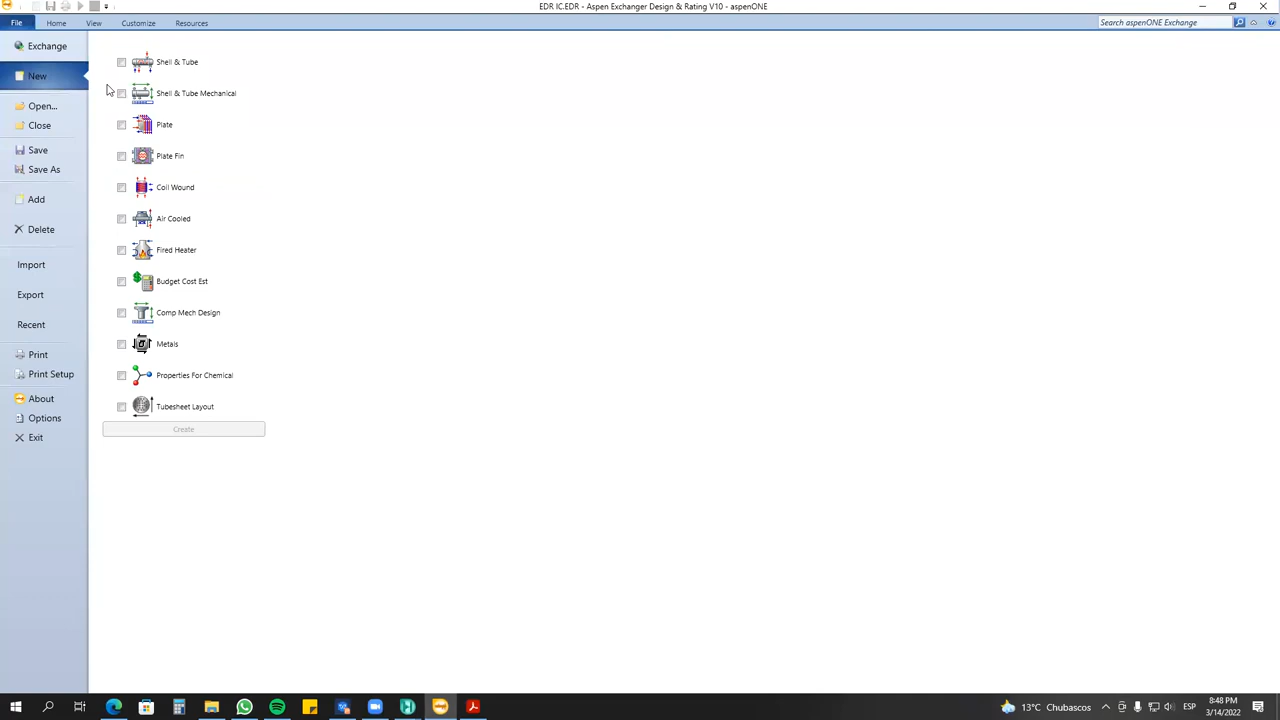 EDR IC.EDR - Aspen Exchanger Design & Rating V10 - aspenONE
File Home View Customize Resources Search aspenONE Exchange
Exchange
New
Open...
Close
Save
Save As
Add
Delete
Import
Export
Recent
Print
Print Setup
About
Options
Exit
Shell & Tube
Shell & Tube Mechanical
Plate
Plate Fin
Coil Wound
Air Cooled
Fired Heater
Budget Cost Est
Comp Mech Design
Metals
Properties For Chemical
Tubesheet Layout
Create
13°C Chubascos ESP 8:48 PM
3/14/2022